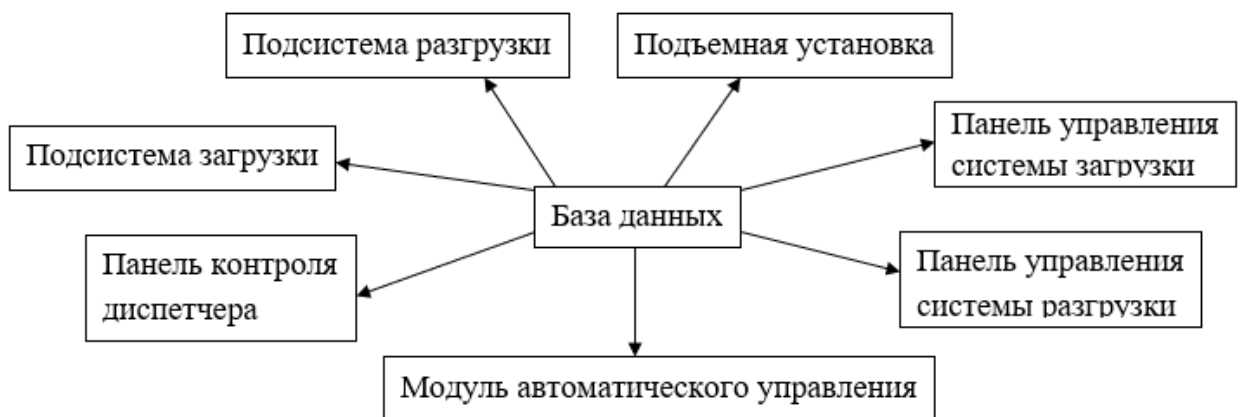 Подсистема разгрузки
Подъемная установка
Подсистема загрузки
Панель управления
системы загрузки
База данных
Панель контроля
диспетчера
Панель управления
системы разгрузки
Модуль автоматического управления